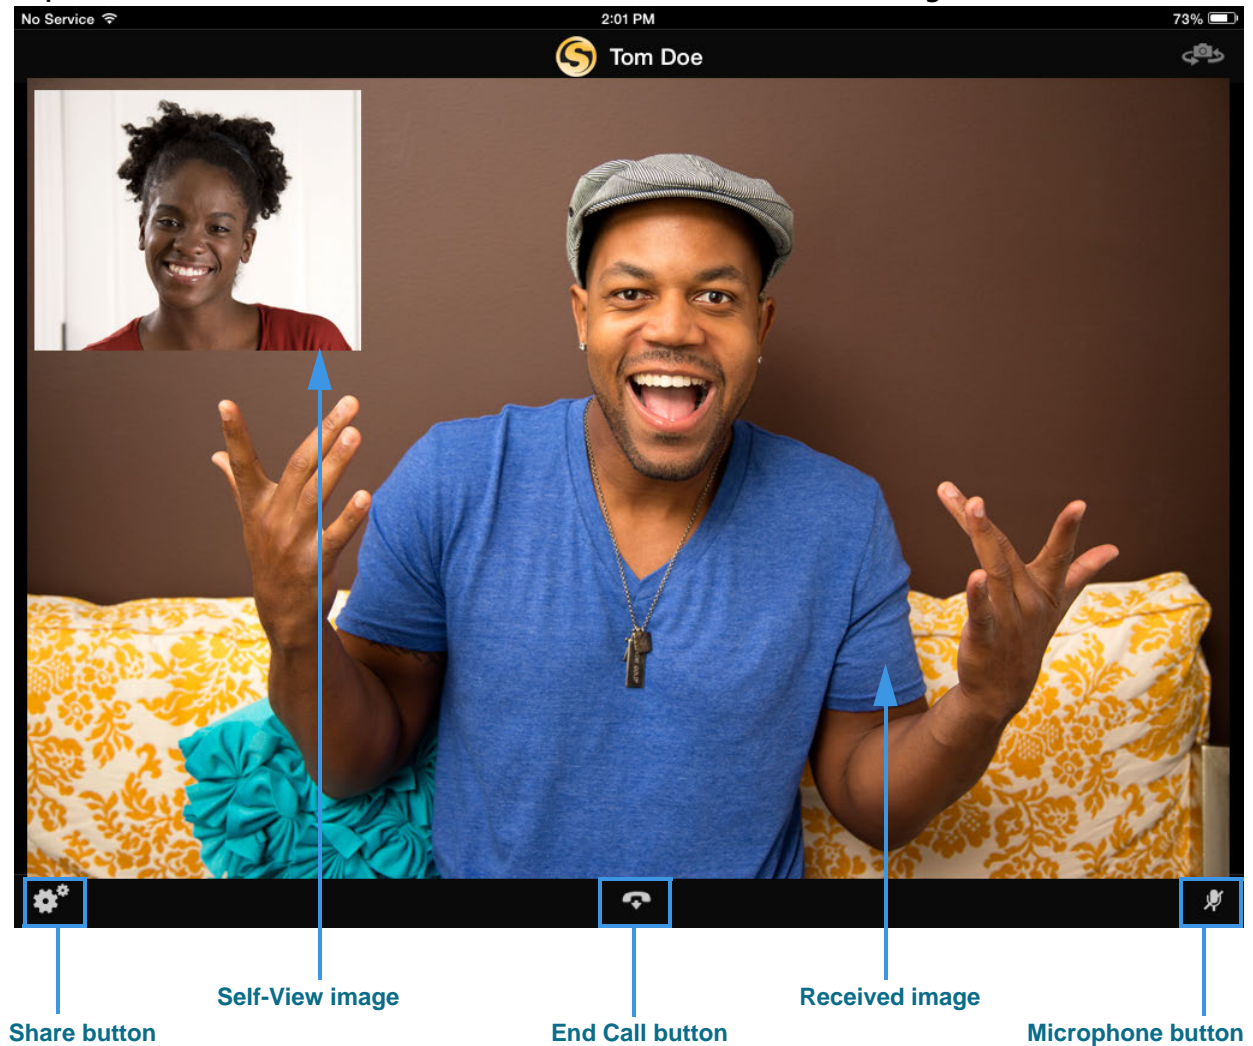 No Service
2:01 PM
73%
S Tom Doe
Self-View image
Received image
Share button
End Call button
Microphone button